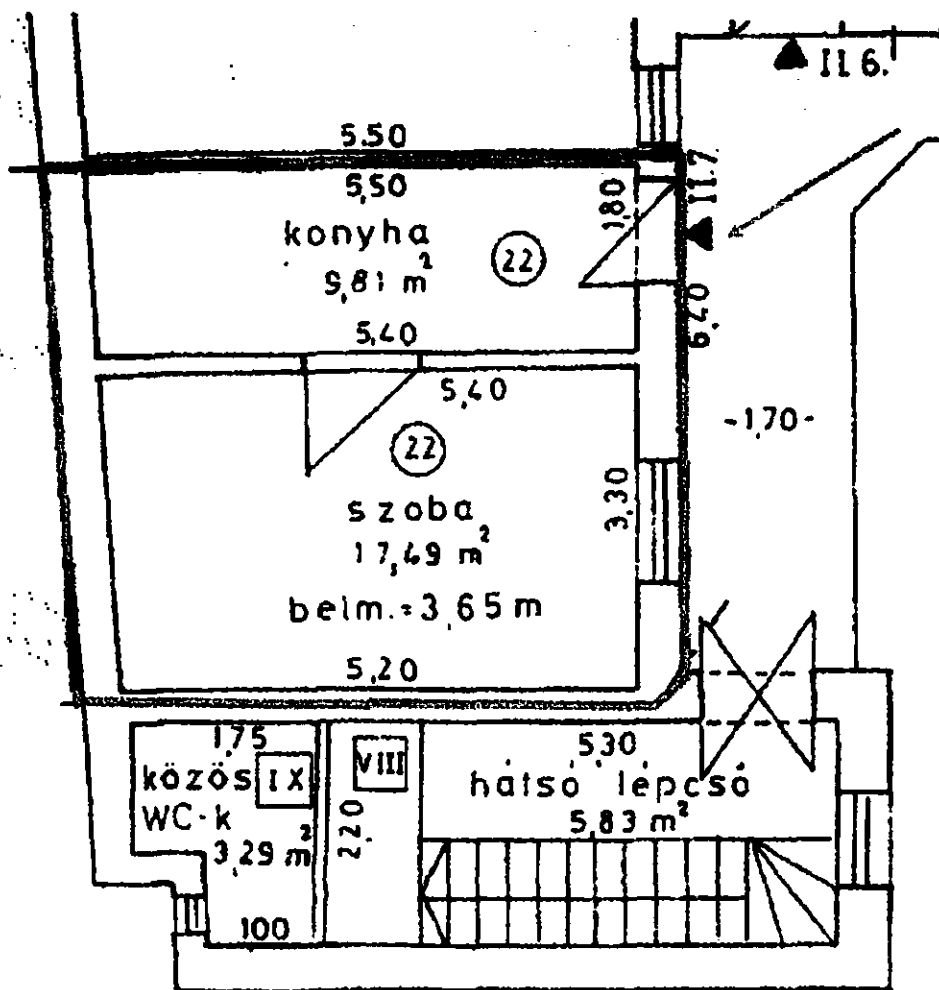 II.6.
5.50
5,50
1,80
II.7.
konyha
22
9,81 m²
6,40
5,40
5,40
-1,70-
22
szoba
3,30
17,49 m²
belm.=3,65 m
5,20
1,75
5,30
közös IX
VIII
hátsó lépcső
WC-k
2,20
5,83 m²
3,29 m²
100